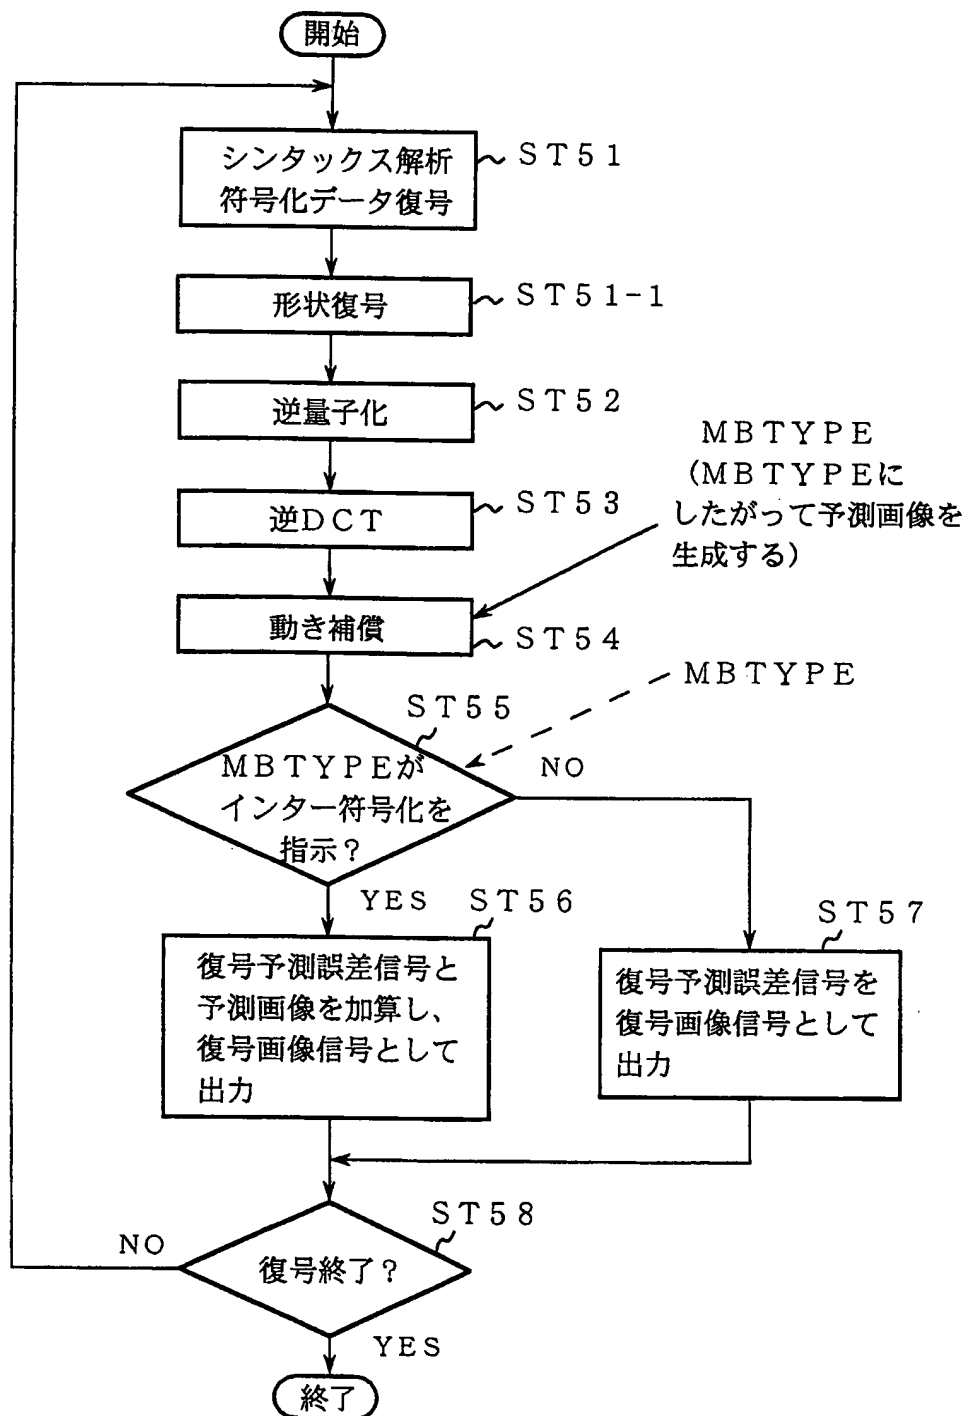 開始
シンタックス解析
符号化データ復号
ST51
形状復号
ST51-1
逆量子化
ST52
逆DCT
ST53
MBTYPE
(MBTYPEに
したがって予測画像を
生成する)
動き補償
ST54
MBTYPE
ST55
MBTYPEが
インター符号化を
指示？
NO
YES
ST56
復号予測誤差信号と
予測画像を加算し、
復号画像信号として
出力
ST57
復号予測誤差信号を
復号画像信号として
出力
ST58
復号終了？
NO
YES
終了